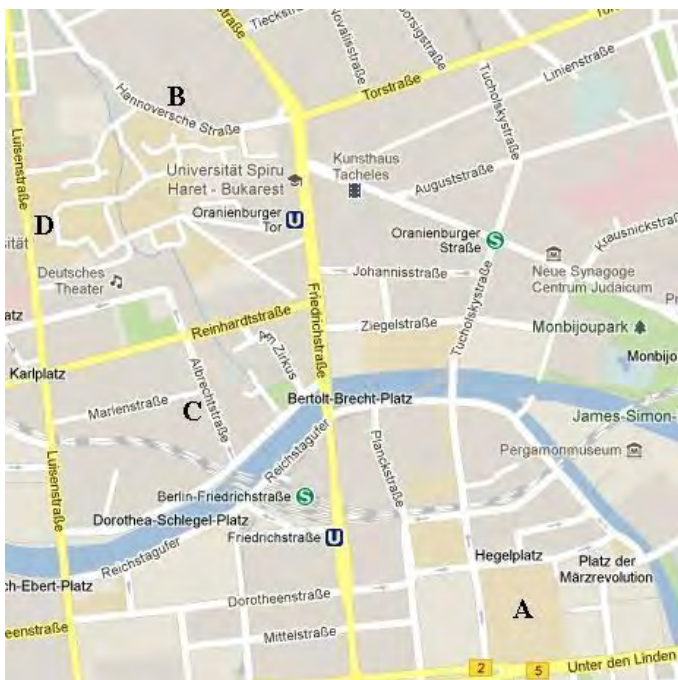 Tieckstraße
Novalisstraße
Borsigstraße
Torstraße
Tucholskystraße
Linienstraße
Torstraße
B
Hannoversche Straße
Luisenstraße
Universität Spiru
Haret - Bukarest
Kunsthaus
Tacheles
Auguststraße
D
Oranienburger
Tor
U
Oranienburger
Straße
S
Krausnickstraße
sität
Deutsches
Theater
Johannisstraße
Neue Synagoge
Centrum Judaicum
Friedrichstraße
Tucholskystraße
atz
Reinhardtstraße
Ziegelstraße
Monbijoupark
Am Zirkus
Karlplatz
Albrechtstraße
Monbijo
Bertolt-Brecht-Platz
Marienstraße
C
James-Simon-
Reichstagufer
Planckstraße
Pergamonmuseum
Luisenstraße
Berlin-Friedrichstraße
S
Dorothea-Schlegel-Platz
Friedrichstraße
U
Reichstagufer
Hegelplatz
Platz der
Märzrevolution
ch-Ebert-Platz
Dorotheenstraße
A
eenstraße
Mittelstraße
2
5
Unter den Linden